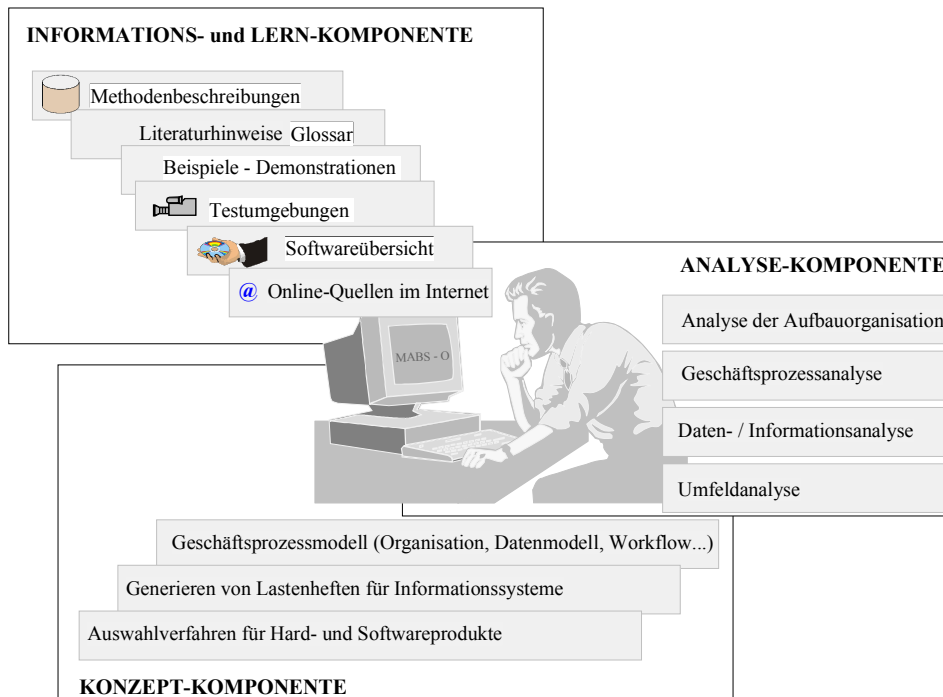 INFORMATIONS- und LERN-KOMPONENTE
Methodenbeschreibungen
Literaturhinweise Glossar
Beispiele - Demonstrationen
Testumgebungen
Softwareübersicht
@ Online-Quellen im Internet
MABS - O
ANALYSE-KOMPONENTE
Analyse der Aufbauorganisation
Geschäftsprozessanalyse
Daten- / Informationsanalyse
Umfeldanalyse
Geschäftsprozessmodell (Organisation, Datenmodell, Workflow...)
Generieren von Lastenheften für Informationssysteme
Auswahlverfahren für Hard- und Softwareprodukte
KONZEPT-KOMPONENTE